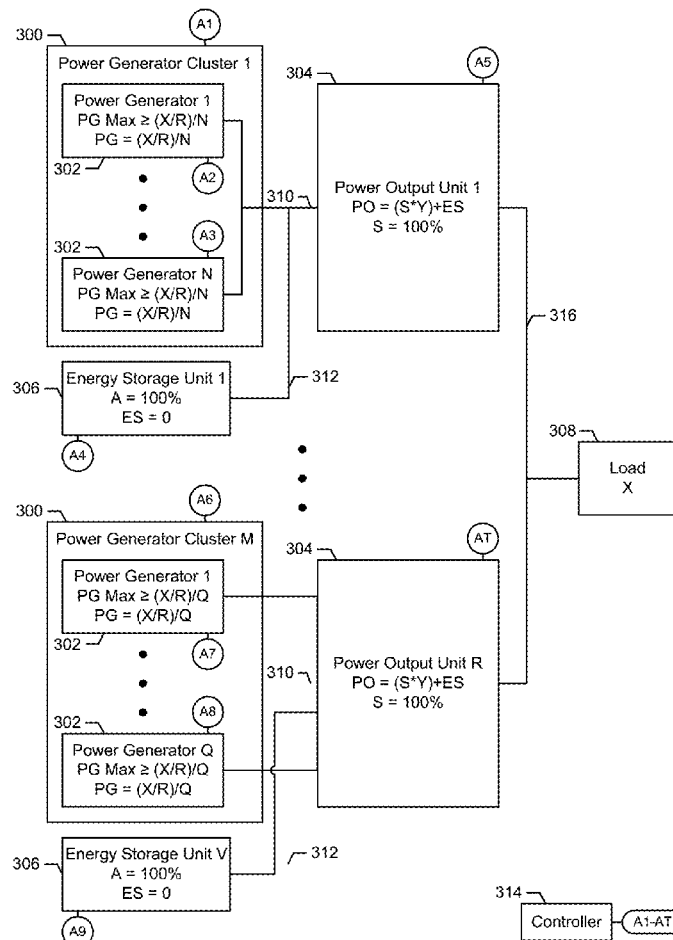 300
A1
Power Generator Cluster 1
Power Generator 1
PG Max ≥ (X/R)/N
PG = (X/R)/N
302
A2
302
A3
Power Generator N
PG Max ≥ (X/R)/N
PG = (X/R)/N
306
Energy Storage Unit 1
A = 100%
ES = 0
A4
310
312
304
A5
Power Output Unit 1
PO = (S*Y)+ES
S = 100%
316
308
Load
X
300
A6
Power Generator Cluster M
Power Generator 1
PG Max ≥ (X/R)/Q
PG = (X/R)/Q
302
A7
302
A8
Power Generator Q
PG Max ≥ (X/R)/Q
PG = (X/R)/Q
306
Energy Storage Unit V
A = 100%
ES = 0
A9
310
312
304
AT
Power Output Unit R
PO = (S*Y)+ES
S = 100%
314
Controller
A1-AT